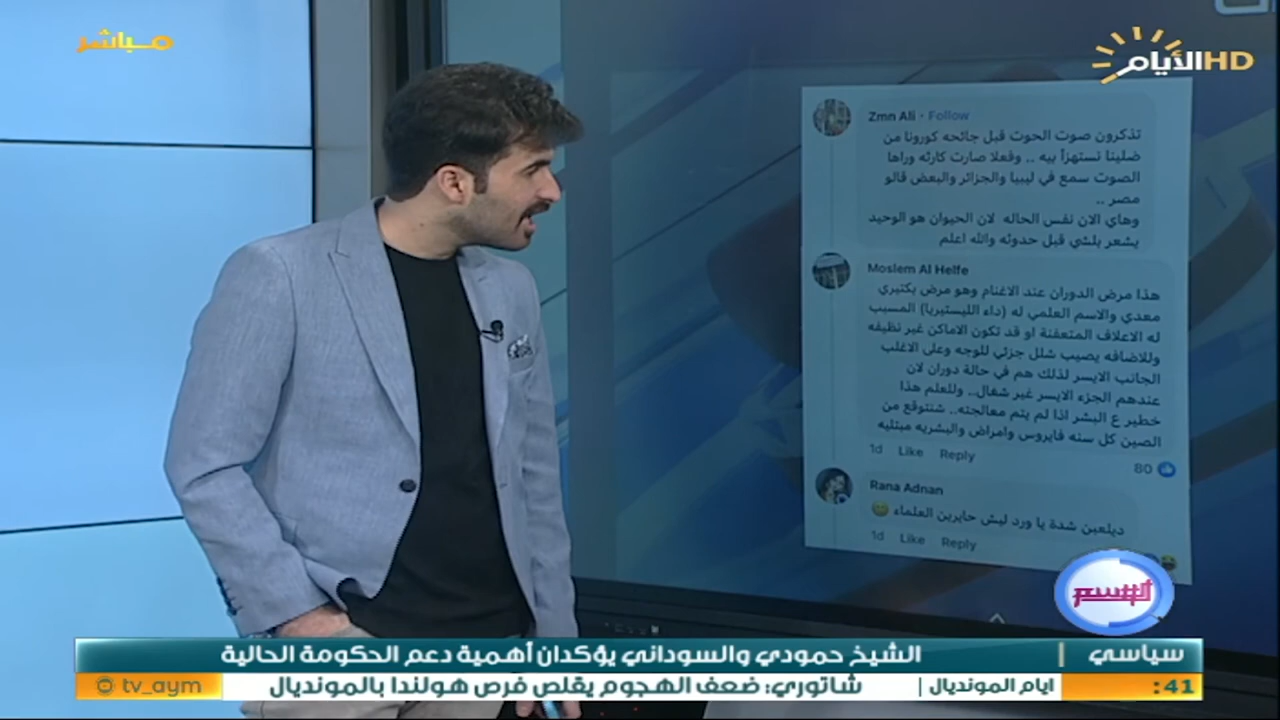 مباشر
الأيام HD
Zmn Ali · Follow
تذكرون صوت الحوت قبل جائحه كورونا من
ضلينا نستهزأ بيه .. وفعلا صارت كارثه وراها
الصوت سمع في ليبيا والجزائر والبعض قالو
مصر ..
وهاي الان نفس الحاله لان الحيوان هو الوحيد
يشعر بلشي قبل حدوثه والله اعلم
Moslem Al Helfe
هذا مرض الدوران عند الاغنام وهو مرض بكتيري
معدي والاسم العلمي له (داء الليستيريا) المسبب
له الاعلاف المتعفنة او قد تكون الاماكن غير نظيفه
وللاضافه يصيب شلل جزئي للوجه وعلى الاغلب
الجانب الايسر لذلك هم في حالة دوران لان
عندهم الجزء الايسر غير شغال.. وللعلم هذا
خطير ع البشر اذا لم يتم معالجته.. شنتوقع من
الصين كل سنه فايروس وامراض والبشريه مبتليه
1d Like Reply
80
Rana Adnan
ديلعبن شدة يا ورد ليش حايرين العلماء
1d Like Reply
سياسي | الشيخ حمودي والسوداني يؤكدان أهمية دعم الحكومة الحالية
:41
ايام المونديال | شاتوري: ضعف الهجوم يقلص فرص هولندا بالمونديال
tv_aym